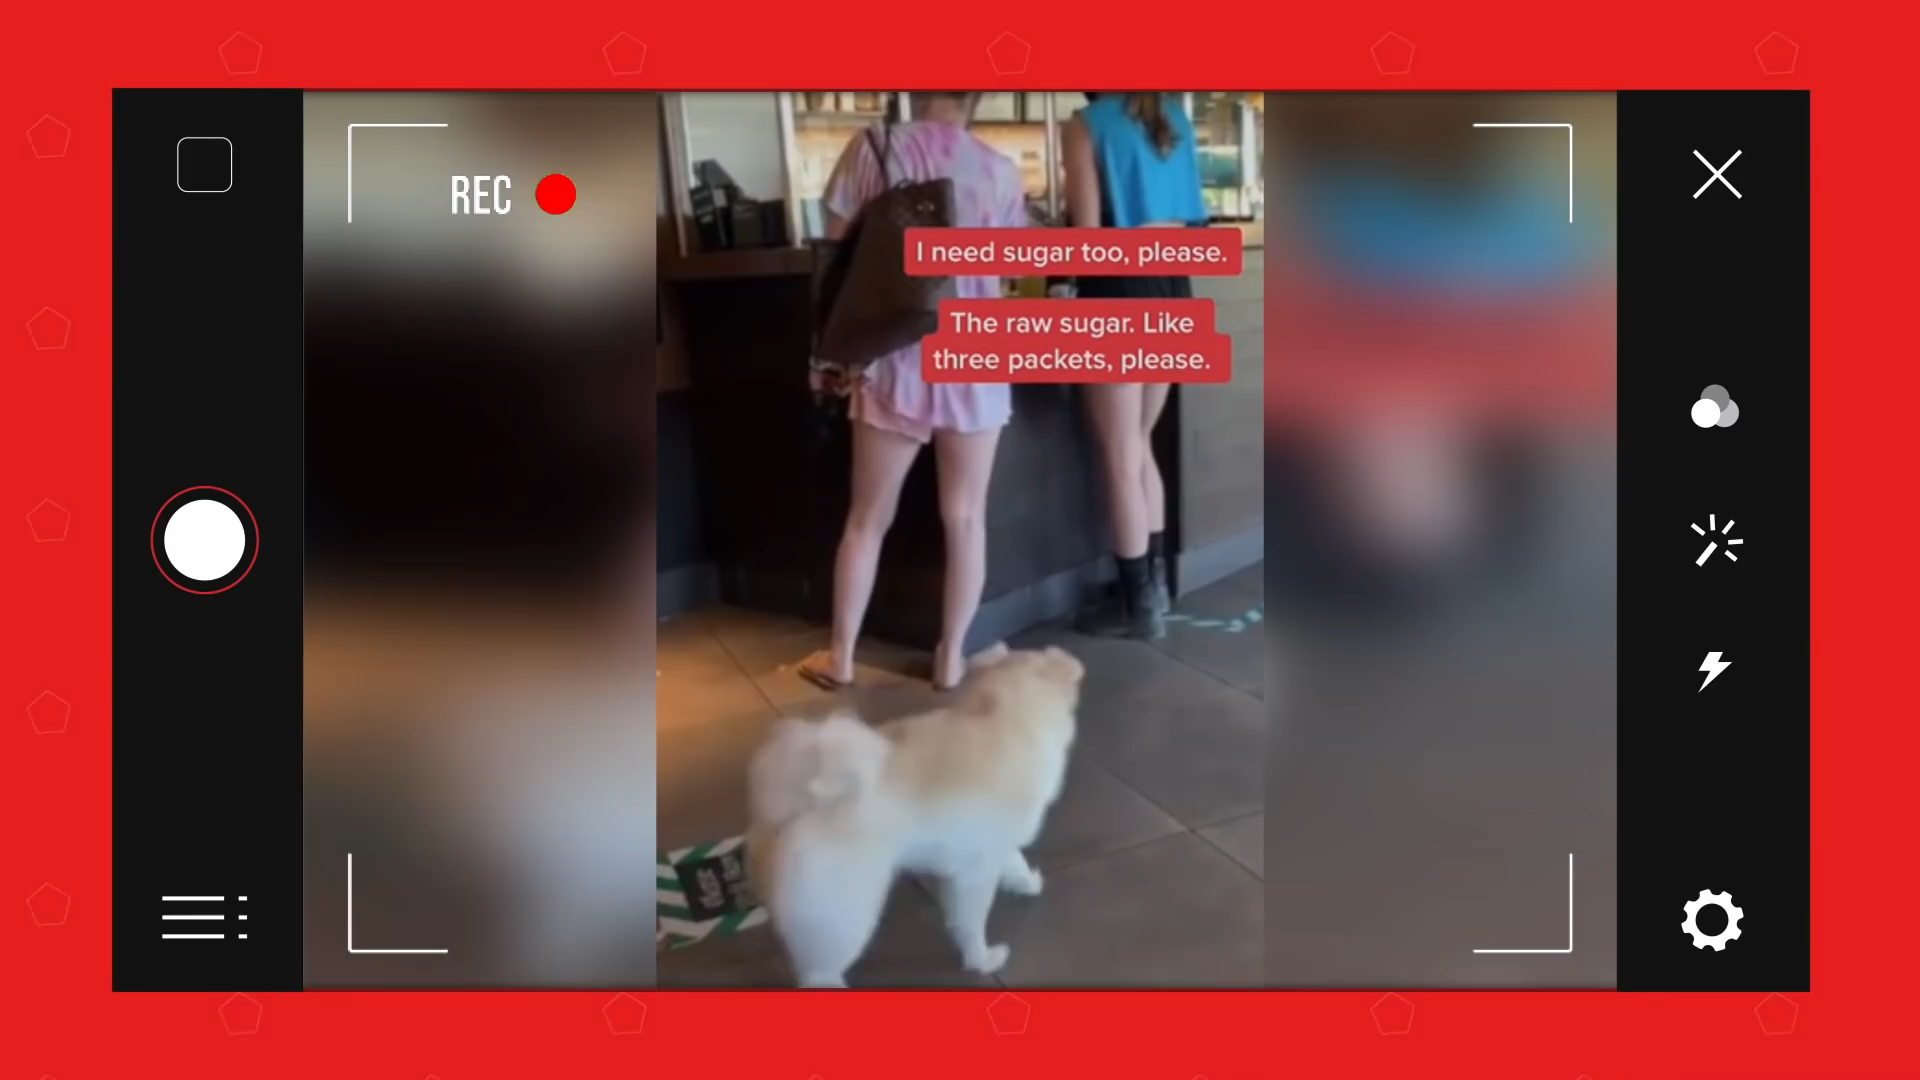 REC
I need sugar too, please.
The raw sugar. Like
three packets, please.